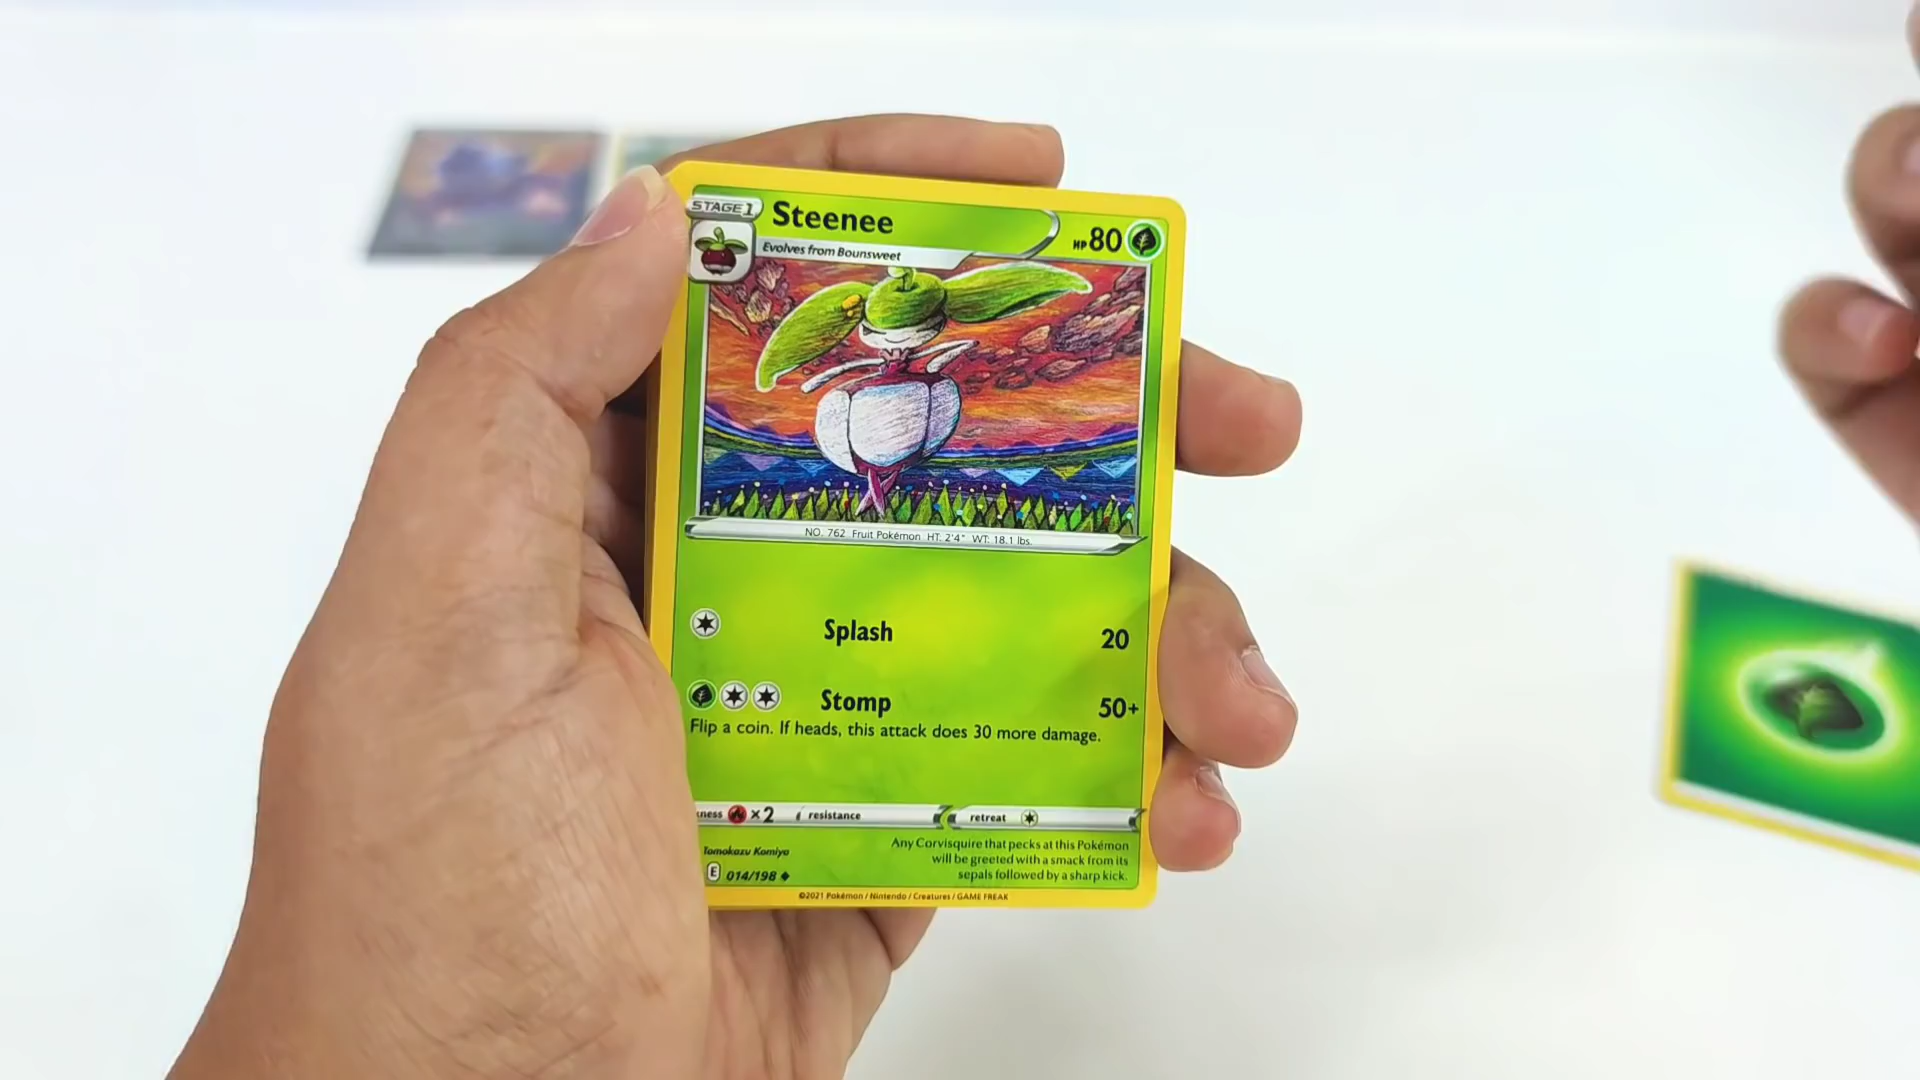 STAGE 1
Steenee
HP 80
Evolves from Bounsweet
NO. 762 Fruit Pokémon HT: 2'4" WT: 18.1 lbs.
Splash 20
Stomp 50+
Flip a coin. If heads, this attack does 30 more damage.
ness ×2 resistance retreat
Tomokazu Komiya
Any Corvisquire that pecks at this Pokémon
will be greeted with a smack from its
sepals followed by a sharp kick.
E 014/198
©2021 Pokémon / Nintendo / Creatures / GAME FREAK